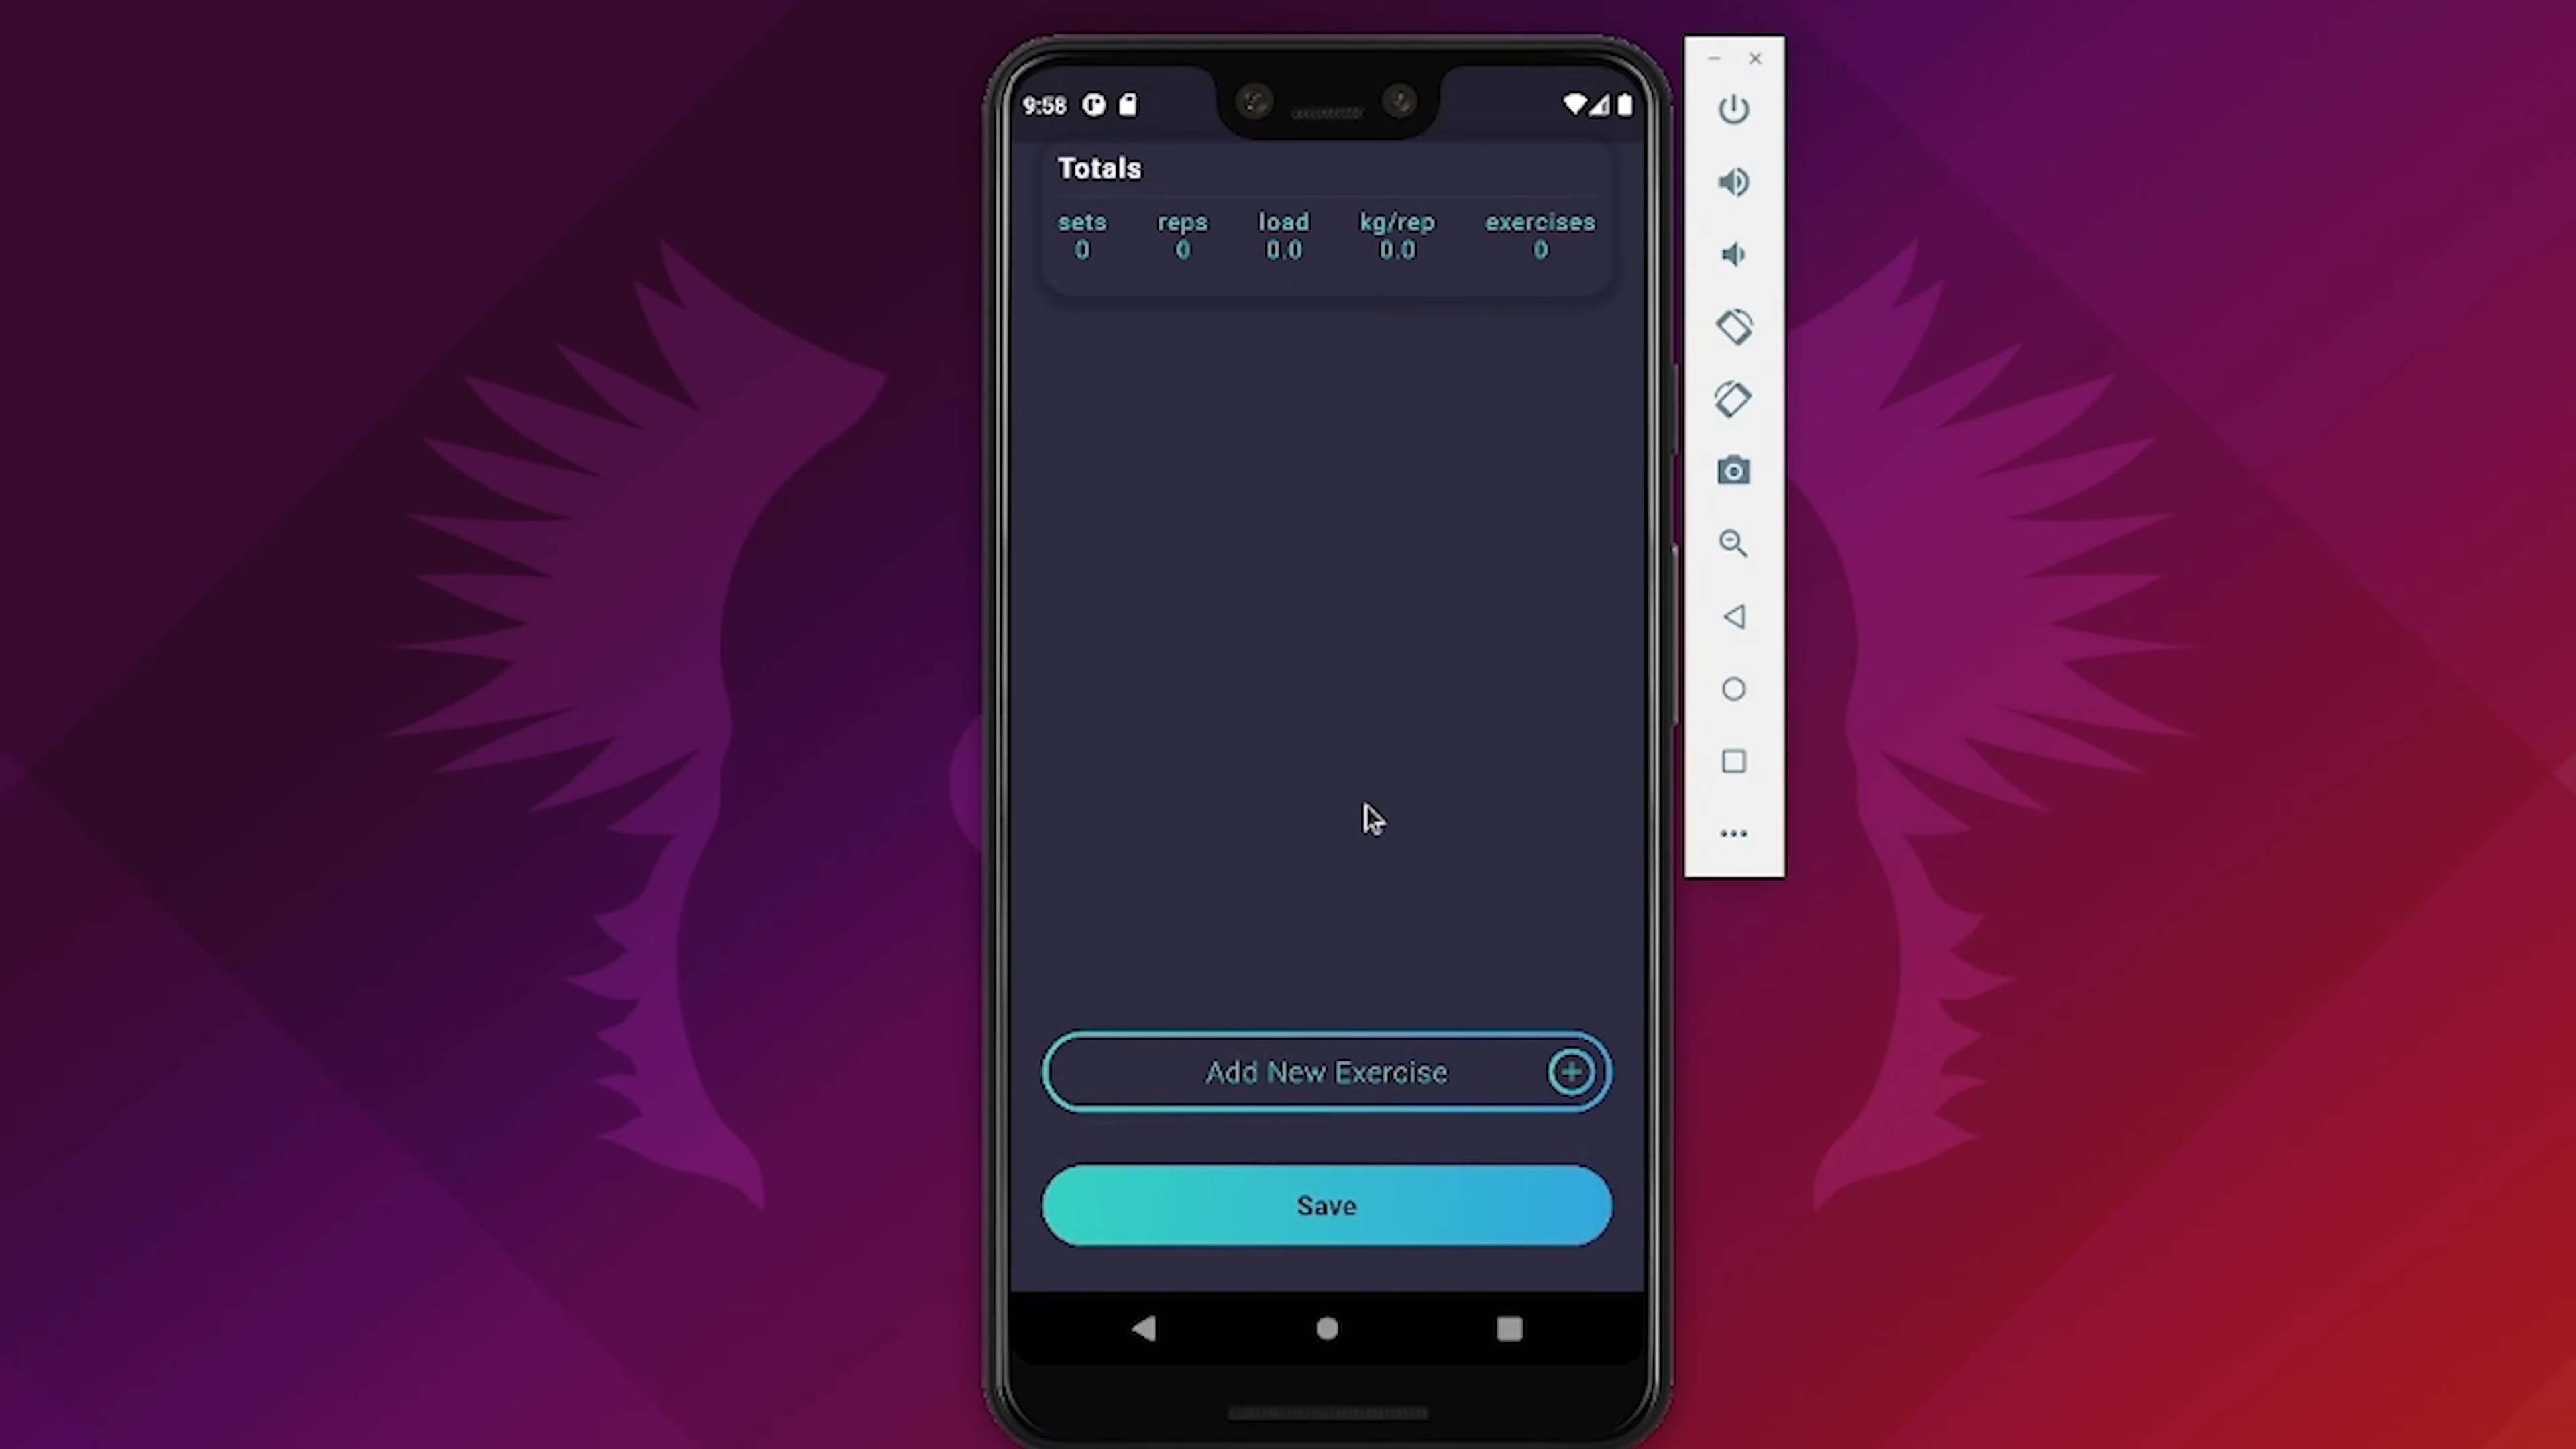 9:58
Totals
sets reps load kg/rep exercises
0 0 0.0 0.0 0
Add New Exercise
Save